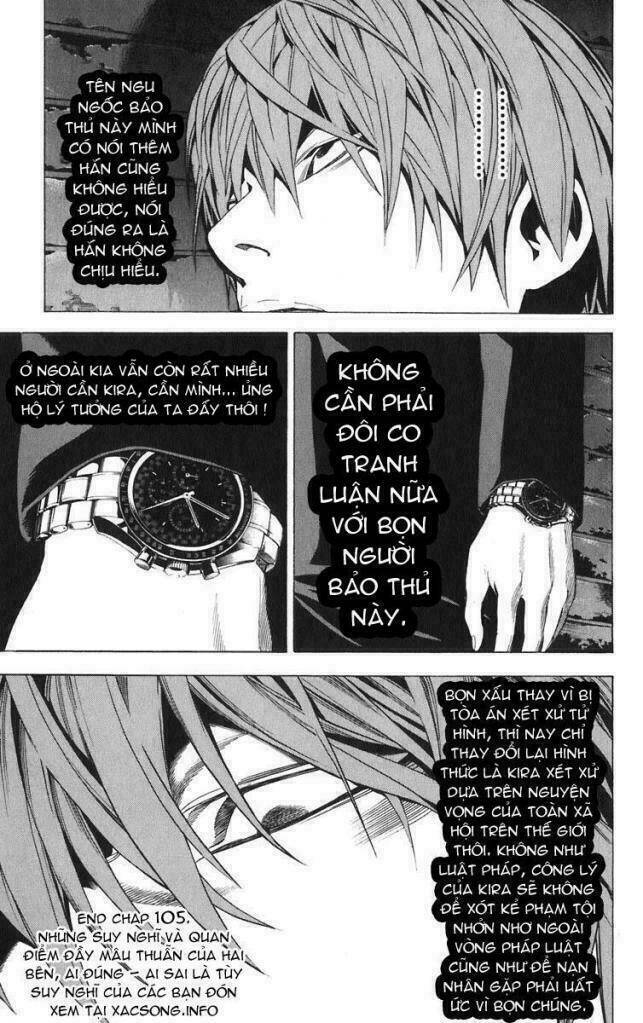 TÊN NGU
NGỐC BẢO
THỦ NÀY MÌNH
CÓ NÓI THÊM
HẮN CŨNG
KHÔNG HIỂU
ĐƯỢC, NÓI
ĐÚNG RA LÀ
HẮN KHÔNG
CHỊU HIỂU.
KHÔNG
CẦN PHẢI
ĐÔI CO
TRANH
LUÂN NỮA
VỚI BỌN
NGƯỜI
BẢO THỦ
NÀY.
Ở NGOÀI KIA VẪN CÒN RẤT NHIỀU
NGƯỜI CẦN KIRA, CẦN MÌNH... ỦNG
HỘ LÝ TƯỞNG CỦA TA ĐẤY THÔI !
BỌN XẤU THAY VÌ BỊ
TÒA ÁN XÉT XỬ TỬ
HÌNH, THÌ NAY CHỈ
THAY ĐỔI LẠI HÌNH
THỨC LÀ KIRA XÉT XỬ
DỰA TRÊN NGUYỆN
VỌNG CỦA TOÀN XÃ
HỘI TRÊN THẾ GIỚI
THÔI. KHÔNG NHƯ
LUẬT PHÁP, CÔNG LÝ
CỦA KIRA SẼ KHÔNG
ĐỂ XÓT KẺ PHẠM TỘI
NHỞN NHƠ NGOÀI
VÒNG PHÁP LUẬT
CŨNG NHƯ ĐỂ NẠN
NHÂN GẶP PHẢI UẤT
ỨC VÌ BỌN CHÚNG.
END CHAP 105.
NHỮNG SUY NGHĨ VÀ QUAN
ĐIỂM ĐẦY MÂU THUẪN CỦA HAI
BÊN, AI ĐÚNG - AI SAI LÀ TÙY
SUY NGHĨ CỦA CÁC BẠN ĐÓN
XEM TẠI XACSONG.INFO